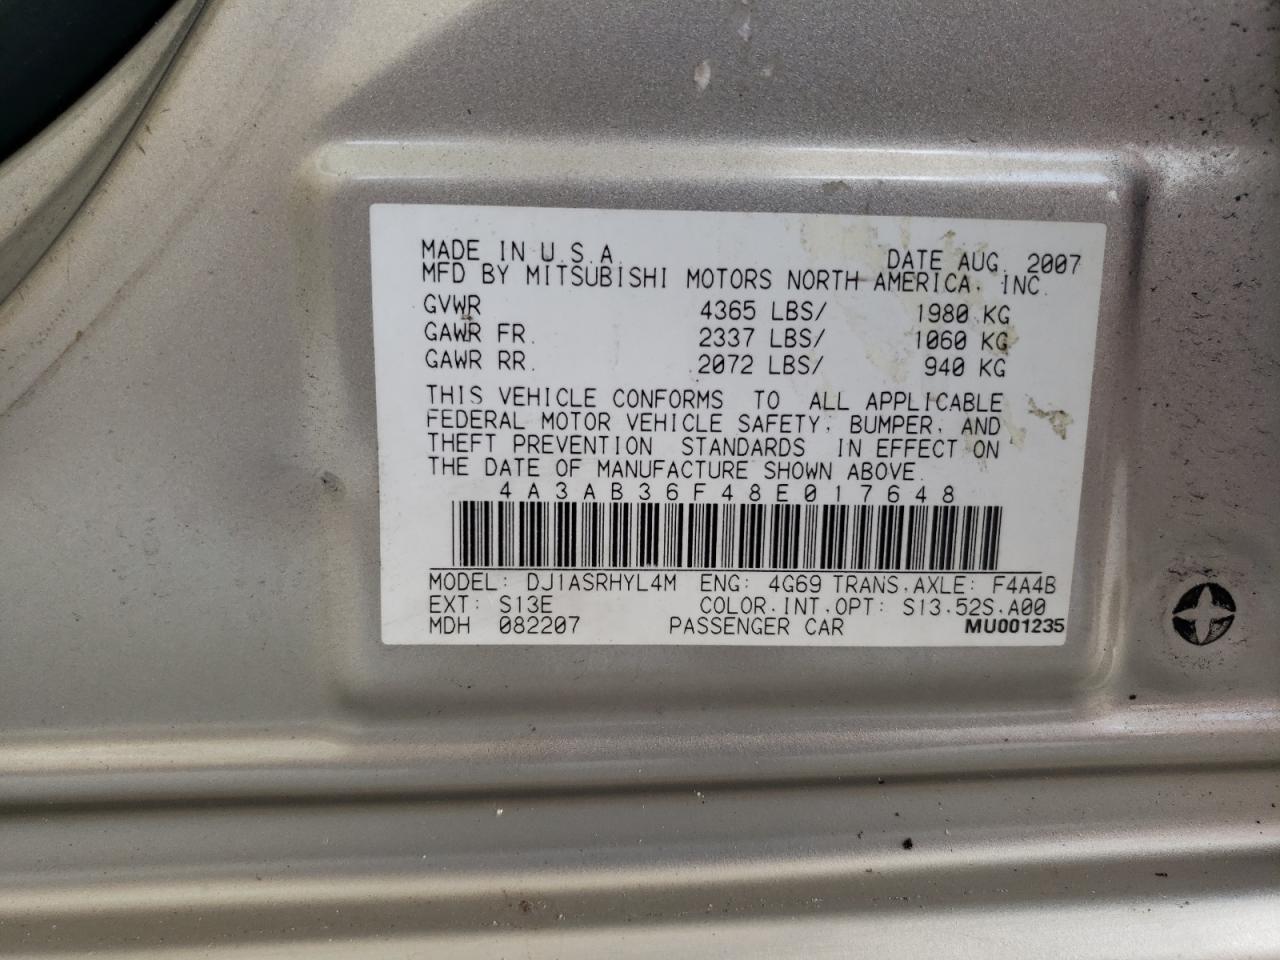 MADE IN U.S.A. DATE AUG. 2007
MFD BY MITSUBISHI MOTORS NORTH AMERICA, INC.
GVWR 4365 LBS/ 1980 KG
GAWR FR. 2337 LBS/ 1060 KG
GAWR RR. 2072 LBS/ 940 KG
THIS VEHICLE CONFORMS TO ALL APPLICABLE
FEDERAL MOTOR VEHICLE SAFETY, BUMPER, AND
THEFT PREVENTION STANDARDS IN EFFECT ON
THE DATE OF MANUFACTURE SHOWN ABOVE.
4A3AB36F48E017648
MODEL: DJ1ASRHYL4M ENG: 4G69 TRANS.AXLE: F4A4B
EXT: S13E COLOR.INT.OPT: S13.52S.A00
MDH 082207 PASSENGER CAR MU001235